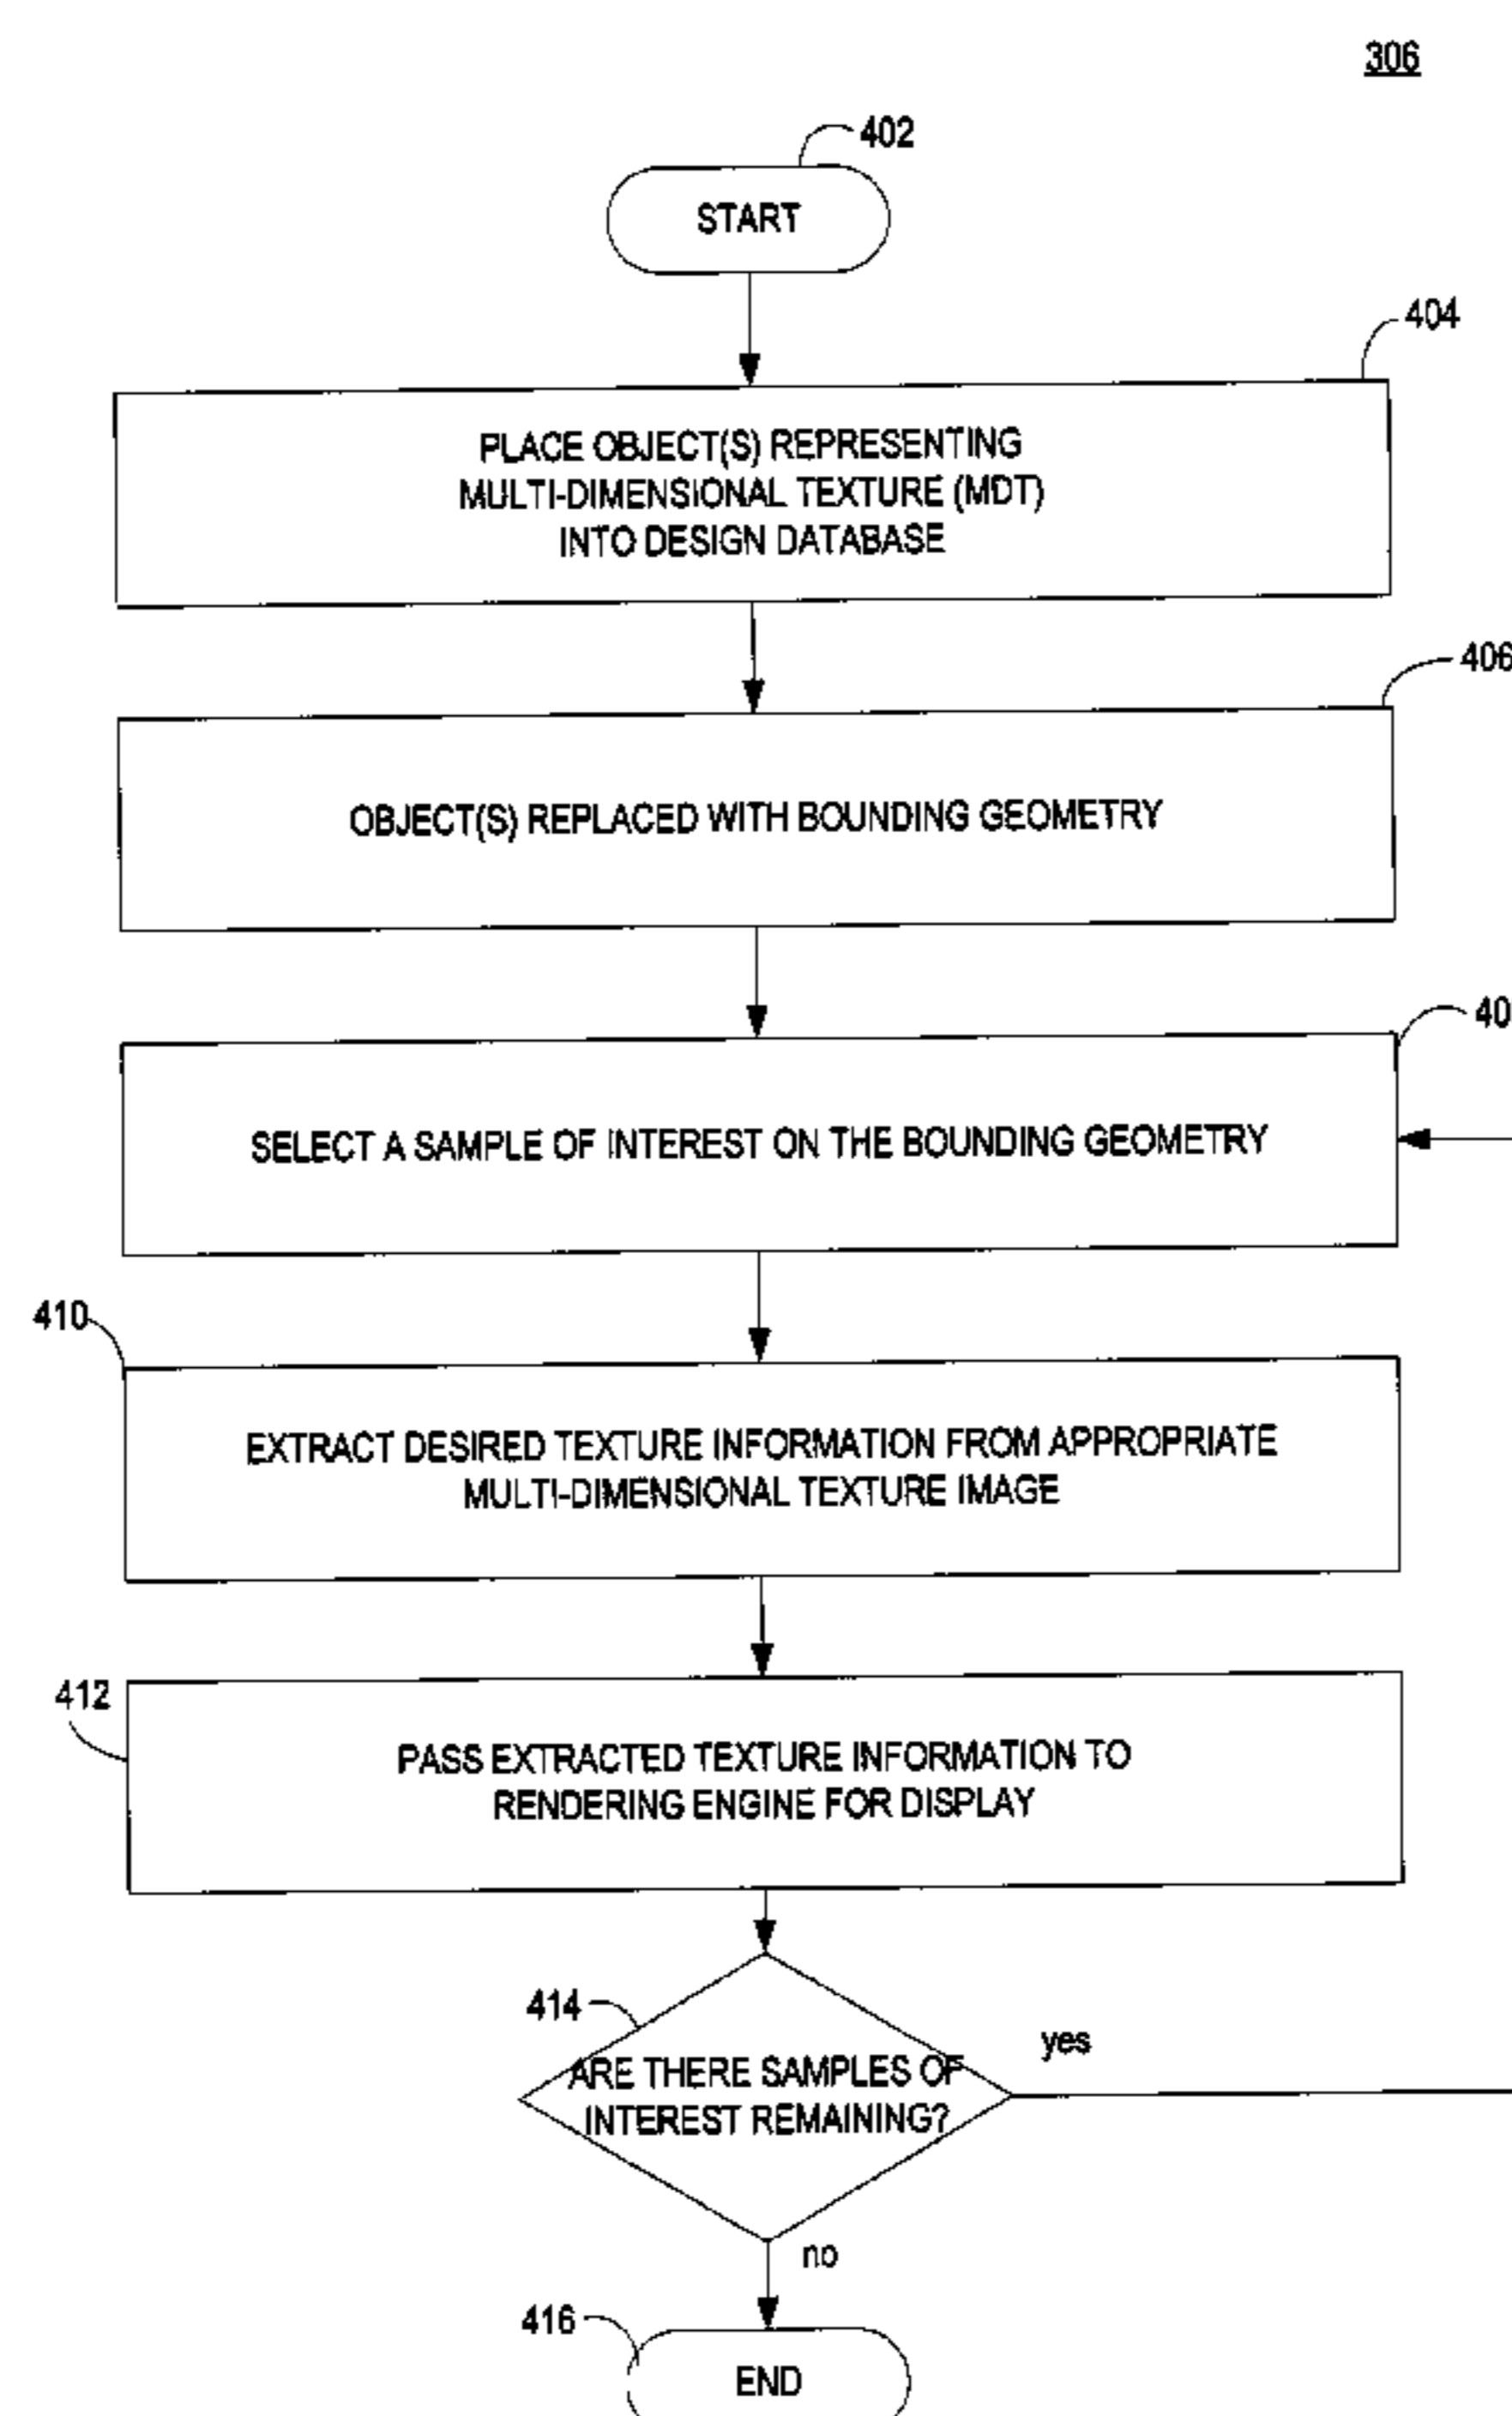 306
402
START
404
PLACE OBJECT(S) REPRESENTING
MULTI-DIMENSIONAL TEXTURE (MDT)
INTO DESIGN DATABASE
406
OBJECT(S) REPLACED WITH BOUNDING GEOMETRY
40
SELECT A SAMPLE OF INTEREST ON THE BOUNDING GEOMETRY
410
EXTRACT DESIRED TEXTURE INFORMATION FROM APPROPRIATE
MULTI-DIMENSIONAL TEXTURE IMAGE
412
PASS EXTRACTED TEXTURE INFORMATION TO
RENDERING ENGINE FOR DISPLAY
414
yes
ARE THERE SAMPLES OF
INTEREST REMAINING?
no
416
END